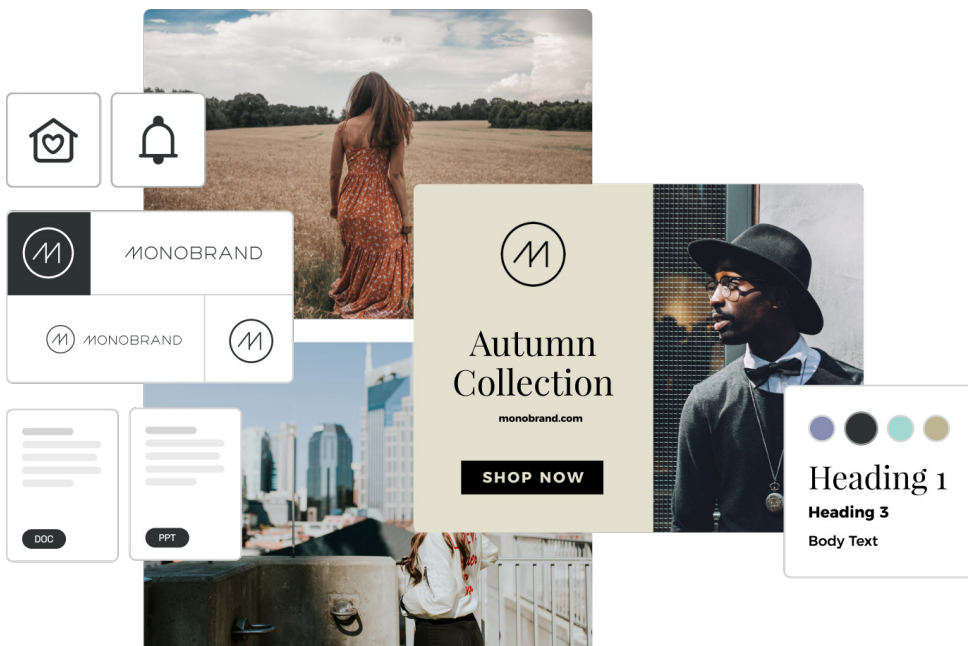 MONOBRAND
MONOBRAND
DOC
PPT
Autumn
Collection
monobrand.com
SHOP NOW
Heading 1
Heading 3
Body Text